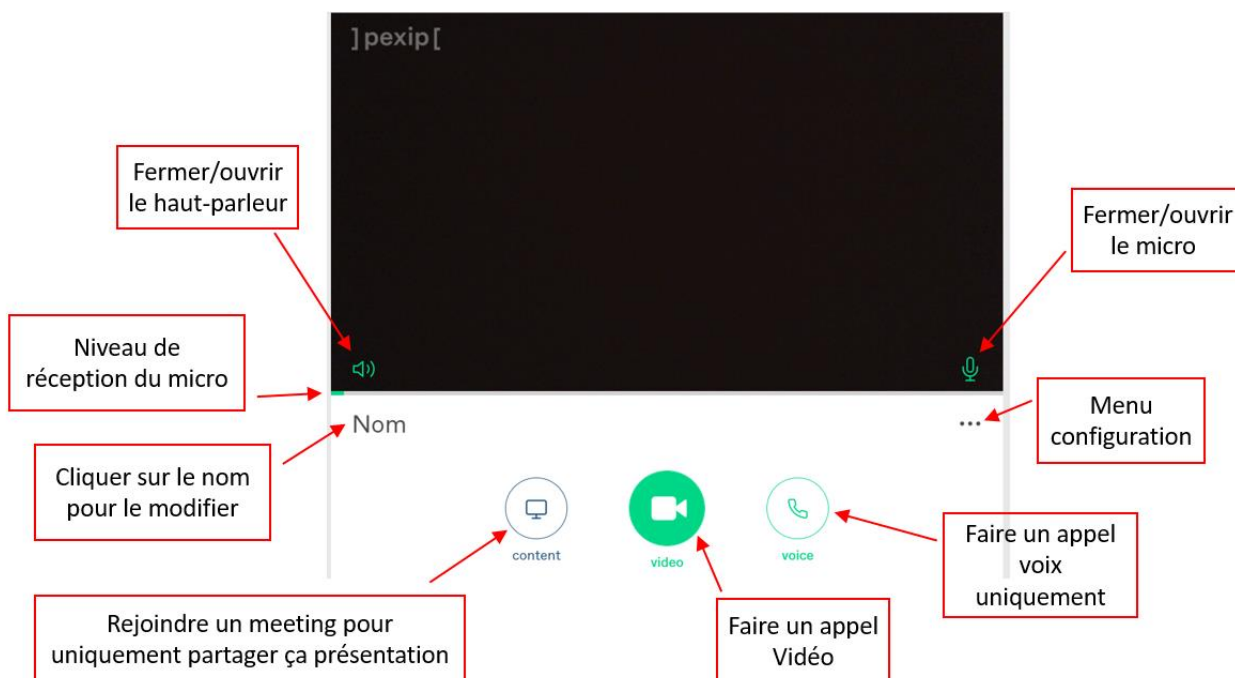 ]pexip[
Fermer/ouvrir
le haut-parleur
Fermer/ouvrir
le micro
Niveau de
réception du micro
Nom
...
Menu
configuration
Cliquer sur le nom
pour le modifier
content
video
voice
Faire un appel
voix
uniquement
Rejoindre un meeting pour
uniquement partager ça présentation
Faire un appel
Vidéo